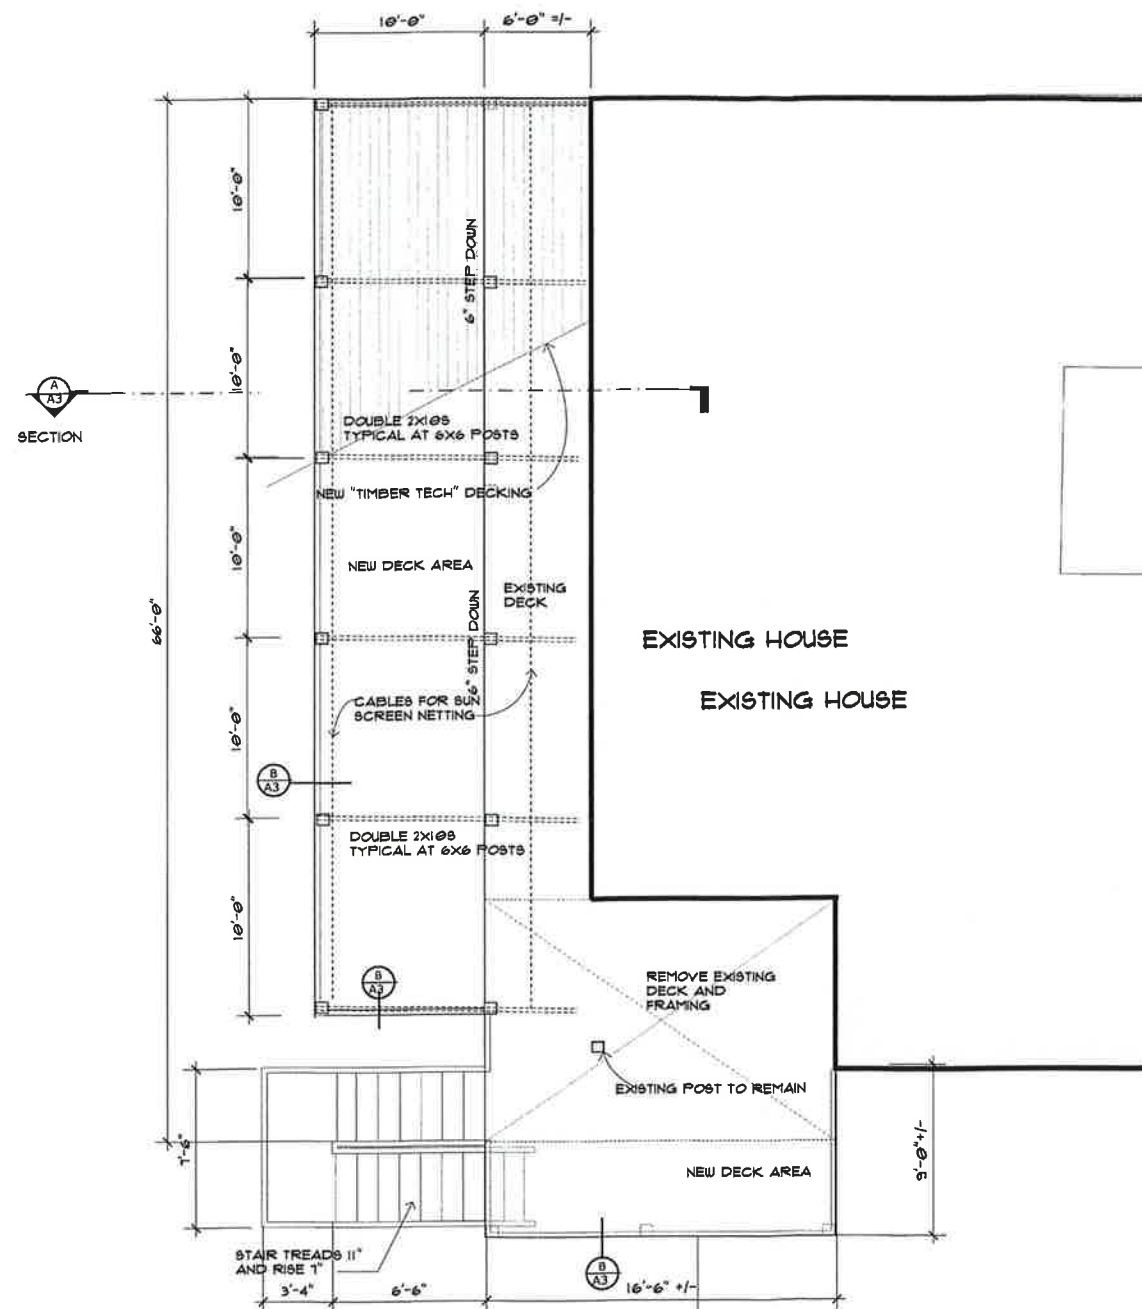 10'-0"
6'-0" =/-
10'-0"
6" STEP DOWN
10'-0"
A
A3
SECTION
DOUBLE 2X10S
TYPICAL AT 6X6 POSTS
NEW "TIMBER TECH" DECKING
10'-0"
NEW DECK AREA
EXISTING
DECK
66'-0"
6" STEP DOWN
EXISTING HOUSE
EXISTING HOUSE
CABLES FOR SUN
SCREEN NETTING
10'-0"
B
A3
DOUBLE 2X10S
TYPICAL AT 6X6 POSTS
10'-0"
B
A3
REMOVE EXISTING
DECK AND
FRAMING
EXISTING POST TO REMAIN
7'-6"
NEW DECK AREA
STAIR TREADS 11"
AND RISE 7"
3'-4"
6'-6"
B
A3
16'-6" +/-